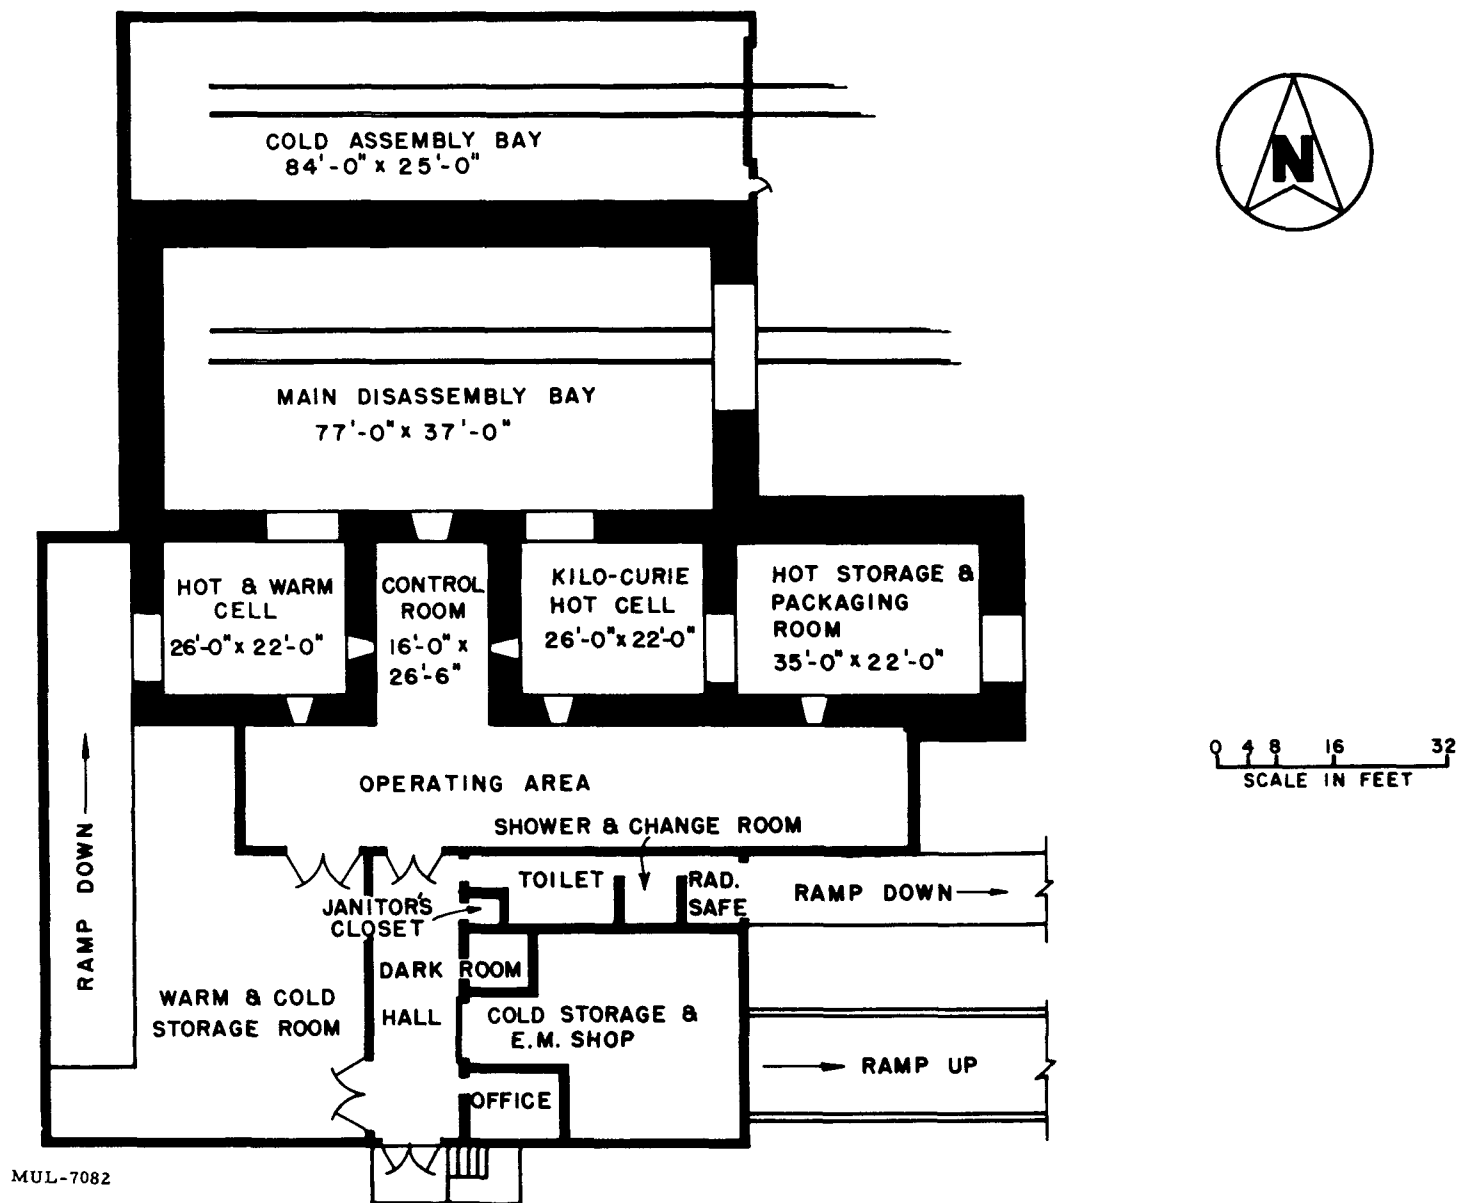 COLD ASSEMBLY BAY
84'-0" x 25'-0"
N
MAIN DISASSEMBLY BAY
77'-0" x 37'-0"
HOT & WARM
CELL
26'-0" x 22'-0"
CONTROL
ROOM
16'-0" x
26'-6"
KILO-CURIE
HOT CELL
26'-0" x 22'-0"
HOT STORAGE &
PACKAGING
ROOM
35'-0" x 22'-0"
0 4 8 16 32
SCALE IN FEET
OPERATING AREA
SHOWER & CHANGE ROOM
RAMP DOWN
TOILET
RAD.
SAFE
RAMP DOWN
JANITOR'S
CLOSET
DARK ROOM
WARM & COLD
STORAGE ROOM
HALL
COLD STORAGE &
E.M. SHOP
RAMP UP
OFFICE
MUL-7082